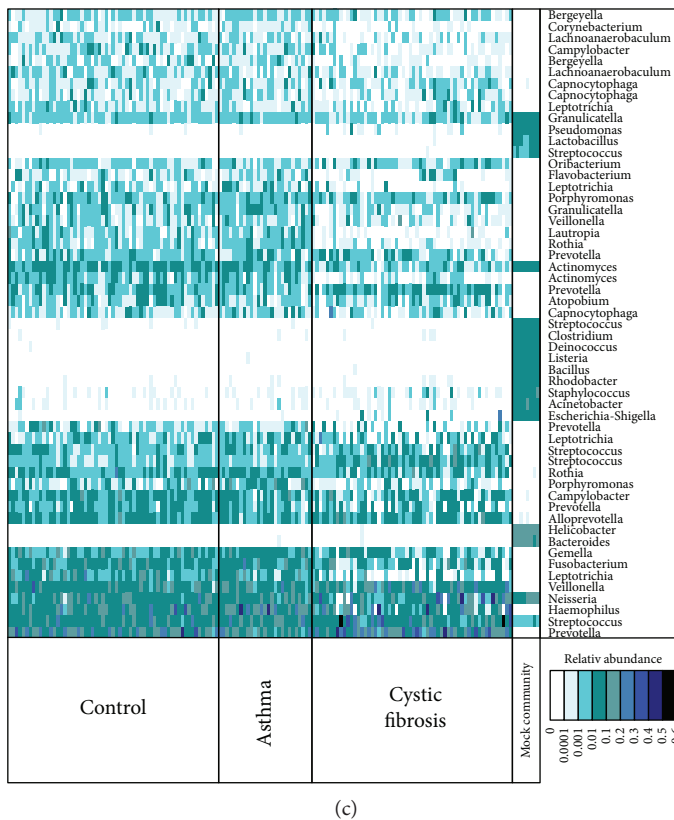 Bergeyella
Corynebacterium
Lachnoanaerobaculum
Campylobacter
Bergeyella
Lachnoanaerobaculum
Capnocytophaga
Capnocytophaga
Leptotrichia
Granulicatella
Pseudomonas
Lactobacillus
Streptococcus
Oribacterium
Flavobacterium
Leptotrichia
Porphyromonas
Granulicatella
Veillonella
Lautropia
Rothia
Prevotella
Actinomyces
Actinomyces
Prevotella
Atopobium
Capnocytophaga
Streptococcus
Clostridium
Deinococcus
Listeria
Bacillus
Rhodobacter
Staphylococcus
Acinetobacter
Escherichia-Shigella
Prevotella
Leptotrichia
Streptococcus
Streptococcus
Rothia
Porphyromonas
Campylobacter
Prevotella
Alloprevotella
Helicobacter
Bacteroides
Gemella
Fusobacterium
Leptotrichia
Veillonella
Neisseria
Haemophilus
Streptococcus
Prevotella
Control
Asthma
Cystic
fibrosis
Mock community
Relativ abundance
0
0.0001
0.001
0.01
0.1
0.2
0.3
0.4
0.5
(c)